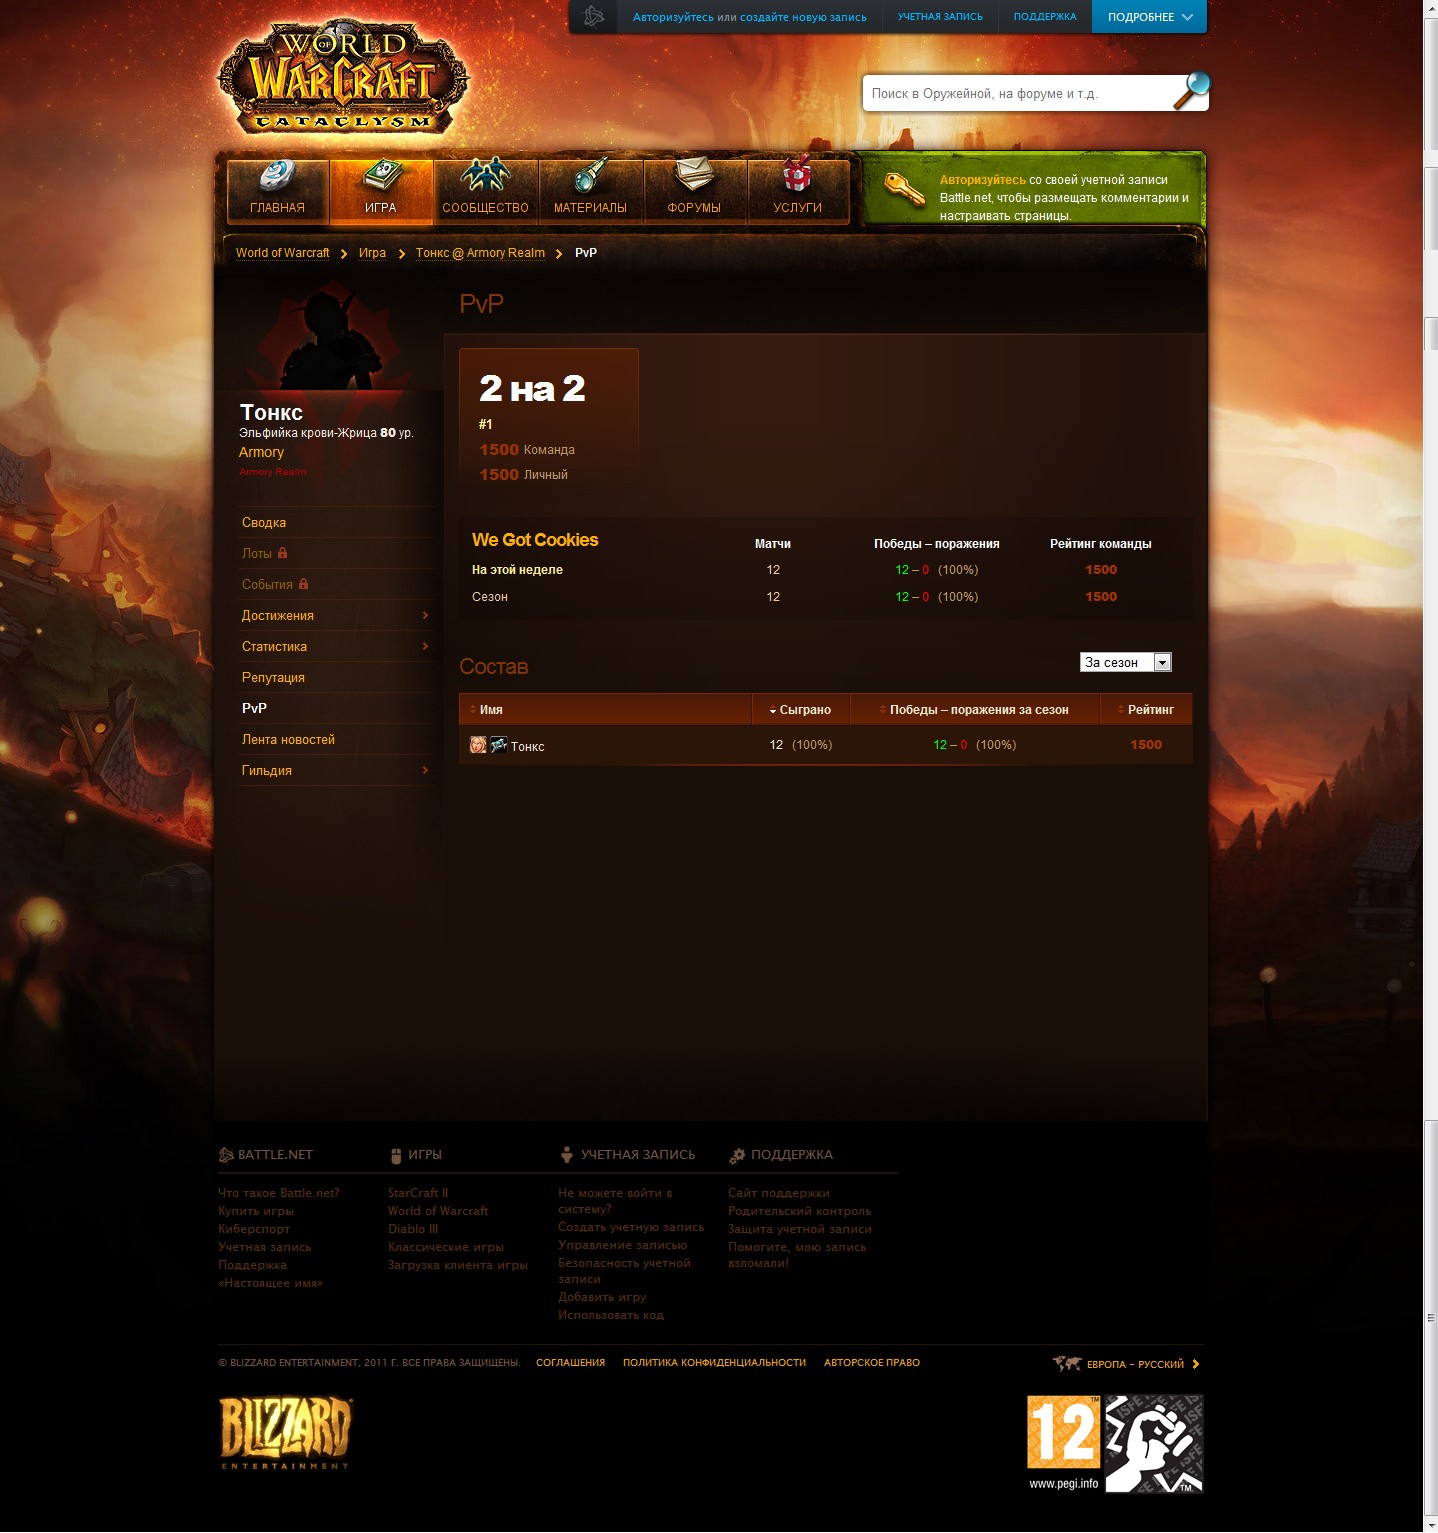 WORLD OF WARCRAFT
CATACLYSM
Авторизуйтесь или создайте новую запись
УЧЕТНАЯ ЗАПИСЬ
ПОДДЕРЖКА
ПОДРОБНЕЕ
Поиск в Оружейной, на форуме и т.д.
ГЛАВНАЯ
ИГРА
СООБЩЕСТВО
МАТЕРИАЛЫ
ФОРУМЫ
УСЛУГИ
Авторизуйтесь со своей учетной записи
Battle.net, чтобы размещать комментарии и
настраивать страницы.
World of Warcraft
Игра
Тонкс @ Armory Realm
PvP
Тонкс
Эльфийка крови-Жрица 80 ур.
Armory
Armory Realm
Сводка
Лоты
События
Достижения
Статистика
Репутация
PvP
Лента новостей
Гильдия
PvP
2 на 2
#1
1500 Команда
1500 Личный
We Got Cookies Матчи Победы – поражения Рейтинг команды
На этой неделе 12 12 – 0 (100%) 1500
Сезон 12 12 – 0 (100%) 1500
Состав
За сезон
Имя Сыграно Победы – поражения за сезон Рейтинг
Тонкс 12 (100%) 12 – 0 (100%) 1500
BATTLE.NET
Что такое Battle.net?
Купить игры
Киберспорт
Учетная запись
Поддержка
«Настоящее имя»
ИГРЫ
StarCraft II
World of Warcraft
Diablo III
Классические игры
Загрузка клиента игры
УЧЕТНАЯ ЗАПИСЬ
Не можете войти в
систему?
Создать учетную запись
Управление записью
Безопасность учетной
записи
Добавить игру
Использовать код
ПОДДЕРЖКА
Сайт поддержки
Родительский контроль
Защита учетной записи
Помогите, мою запись
взломали!
© BLIZZARD ENTERTAINMENT, 2011 Г. ВСЕ ПРАВА ЗАЩИЩЕНЫ.
СОГЛАШЕНИЯ
ПОЛИТИКА КОНФИДЕНЦИАЛЬНОСТИ
АВТОРСКОЕ ПРАВО
ЕВРОПА – РУССКИЙ
BLIZZARD
ENTERTAINMENT
12
www.pegi.info
TM